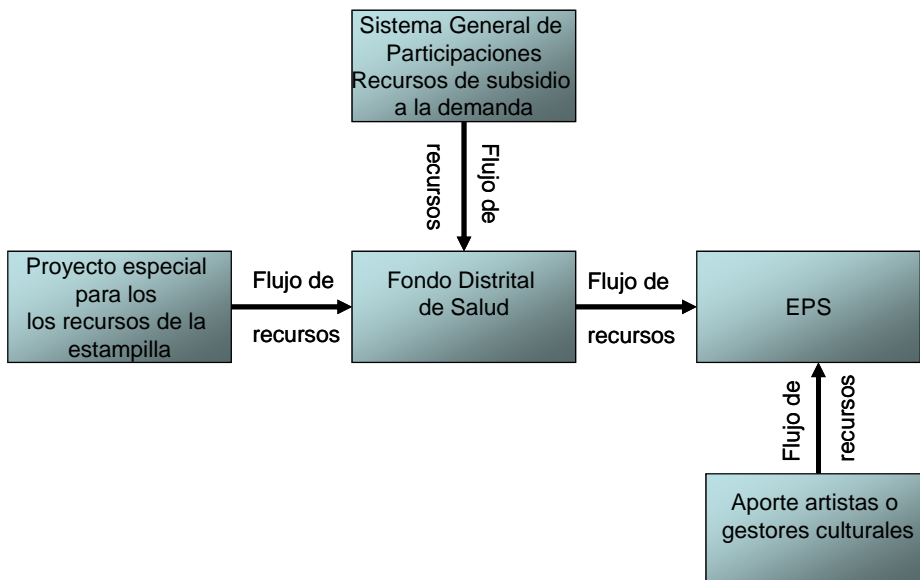 Sistema General de
Participaciones
Recursos de subsidio
a la demanda
Flujo de
recursos
Proyecto especial
para los
los recursos de la
estampilla
Flujo de
recursos
Fondo Distrital
de Salud
Flujo de
recursos
EPS
Flujo de
recursos
Aporte artistas o
gestores culturales